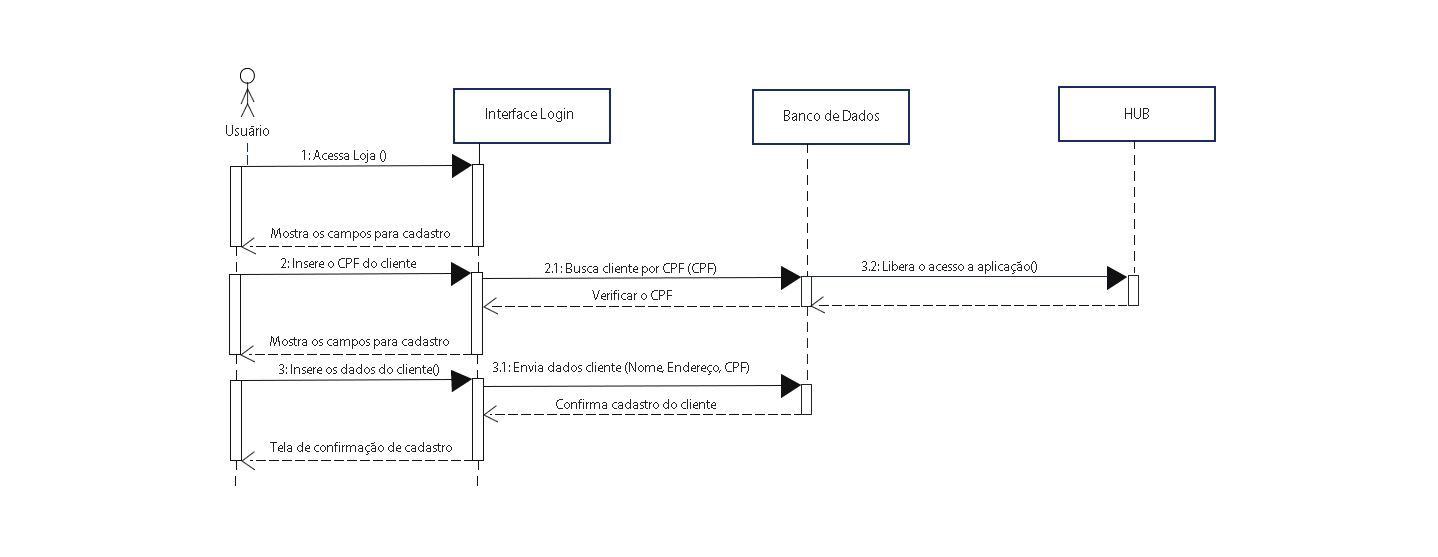 Usuário
Interface Login
Banco de Dados
HUB
1: Acessa Loja ()
Mostra os campos para cadastro
2: Insere o CPF do cliente
2.1: Busca cliente por CPF (CPF)
3.2: Libera o acesso a aplicação()
Verificar o CPF
Mostra os campos para cadastro
3: Insere os dados do cliente()
3.1: Envia dados cliente (Nome, Endereço, CPF)
Confirma cadastro do cliente
Tela de confirmação de cadastro